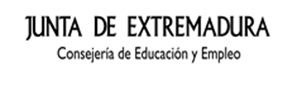 JUNTA DE EXTREMADURA
Consejería de Educación y Empleo